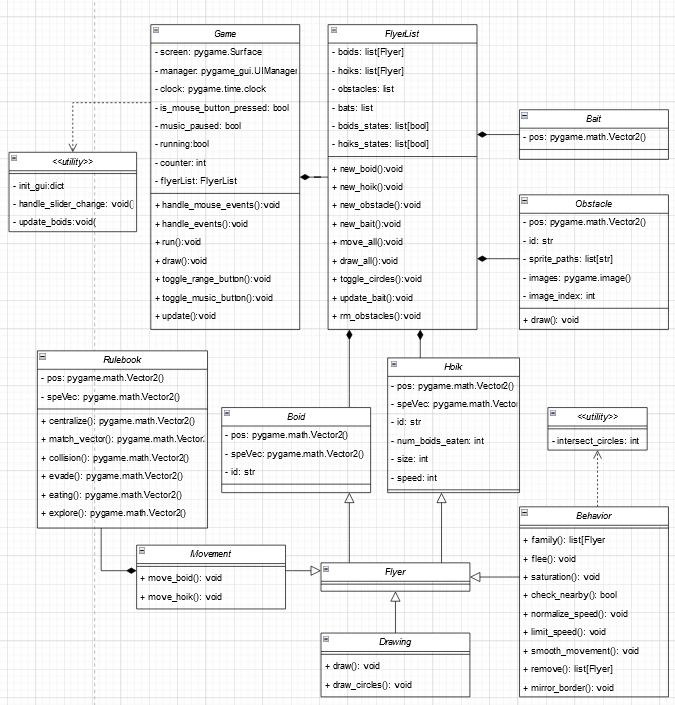 Game
- screen: pygame.Surface
- manager: pygame_gui.UIManager
- clock: pygame.time.clock
- is_mouse_button_pressed: bool
- music_paused: bool
- running:bool
- counter: int
- flyerList: FlyerList
+ handle_mouse_events():void
+ handle_events():void
+ run():void
+ draw():void
+ toggle_range_button():void
+ toggle_music_button():void
+ update():void
FlyerList
- boids: list[Flyer]
- hoiks: list[Flyer]
- obstacles: list
- bats: list
- boids_states: list[bool]
- hoiks_states: list[bool]
+ new_boid():void
+ new_hoik():void
+ new_obstacle():void
+ new_bait():void
+ move_all():void
+ draw_all():void
+ toggle_circles():void
+ update_bait():void
+ rm_obstacles():void
Bait
- pos: pygame.math.Vector2()
<<utility>>
- init_gui:dict
- handle_slider_change: void(
- update_boids:void(
Obstacle
- pos: pygame.math.Vector2()
- id: str
- sprite_paths: list[str]
- images: pygame.image()
- image_index: int
+ draw(): void
Rulebook
- pos: pygame.math.Vector2()
- speVec: pygame.math.Vector2()
+ centralize(): pygame.math.Vector2()
+ match_vector(): pygame.math.Vector.
+ collision(): pygame.math.Vector2()
+ evade(): pygame.math.Vector2()
+ eating(): pygame.math.Vector2()
+ explore(): pygame.math.Vector2()
Boid
- pos: pygame.math.Vector2()
- speVec: pygame.math.Vector2()
- id: str
Hoik
- pos: pygame.math.Vector2()
- speVec: pygame.math.Vector
- id: str
- num_boids_eaten: int
- size: int
- speed: int
<<utility>>
- intersect_circles: int
Movement
+ move_boid(): void
+ move_hoik(): void
Flyer
Behavior
+ family(): list[Flyer
+ flee(): void
+ saturation(): void
+ check_nearby(): bool
+ normalize_speed(): void
+ limit_speed(): void
+ smooth_movement(): void
+ remove(): list[Flyer]
+ mirror_border(): void
Drawing
+ draw(): void
+ draw_circles(): void